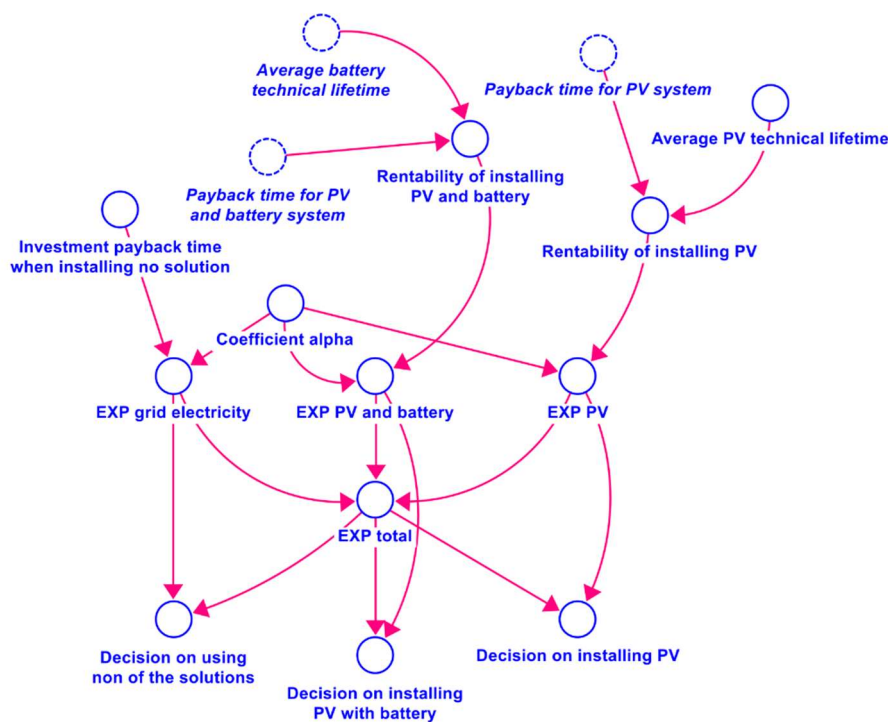 Average battery
technical lifetime
Payback time for PV system
Average PV technical lifetime
Payback time for PV
and battery system
Rentability of installing
PV and battery
Investment payback time
when installing no solution
Rentability of installing PV
Coefficient alpha
EXP grid electricity
EXP PV and battery
EXP PV
EXP total
Decision on using
non of the solutions
Decision on installing
PV with battery
Decision on installing PV